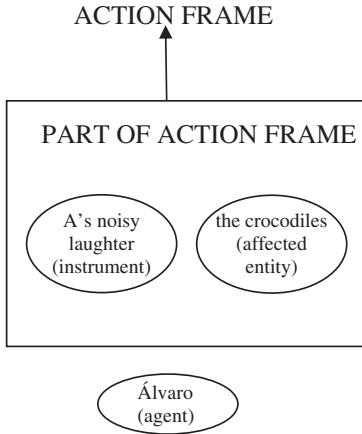 ACTION FRAME
PART OF ACTION FRAME
A's noisy
laughter
(instrument)
the crocodiles
(affected
entity)
Álvaro
(agent)